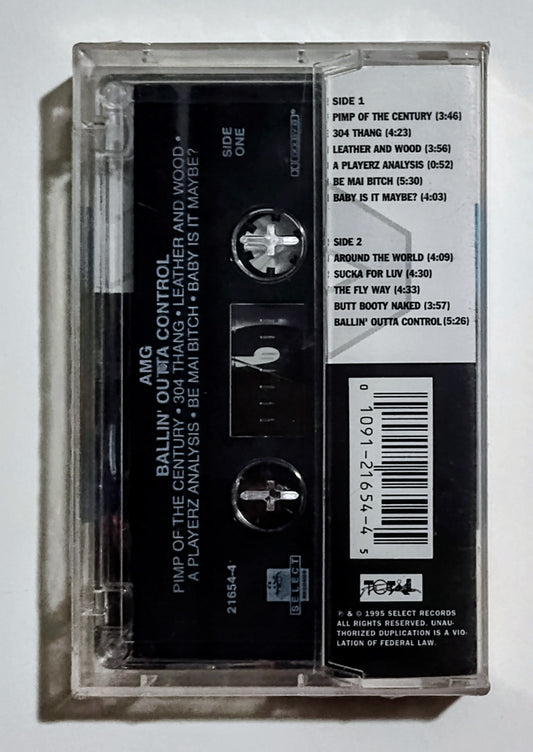 AMG
BALLIN' OUTTA CONTROL
PIMP OF THE CENTURY • 304 THANG • LEATHER AND WOOD •
A PLAYERZ ANALYSIS • BE MAI BITCH • BABY IS IT MAYBE?
SIDE
ONE
21654-4
SELECT
SIDE 1
PIMP OF THE CENTURY (3:46)
304 THANG (4:23)
LEATHER AND WOOD (3:56)
A PLAYERZ ANALYSIS (0:52)
BE MAI BITCH (5:30)
BABY IS IT MAYBE? (4:03)
SIDE 2
AROUND THE WORLD (4:09)
SUCKA FOR LUV (4:30)
THE FLY WAY (4:33)
BUTT BOOTY NAKED (3:57)
BALLIN' OUTTA CONTROL (5:26)
0 1091-21654-4 5
℗ & © 1995 SELECT RECORDS
ALL RIGHTS RESERVED. UNAU-
THORIZED DUPLICATION IS A VIO-
LATION OF FEDERAL LAW.